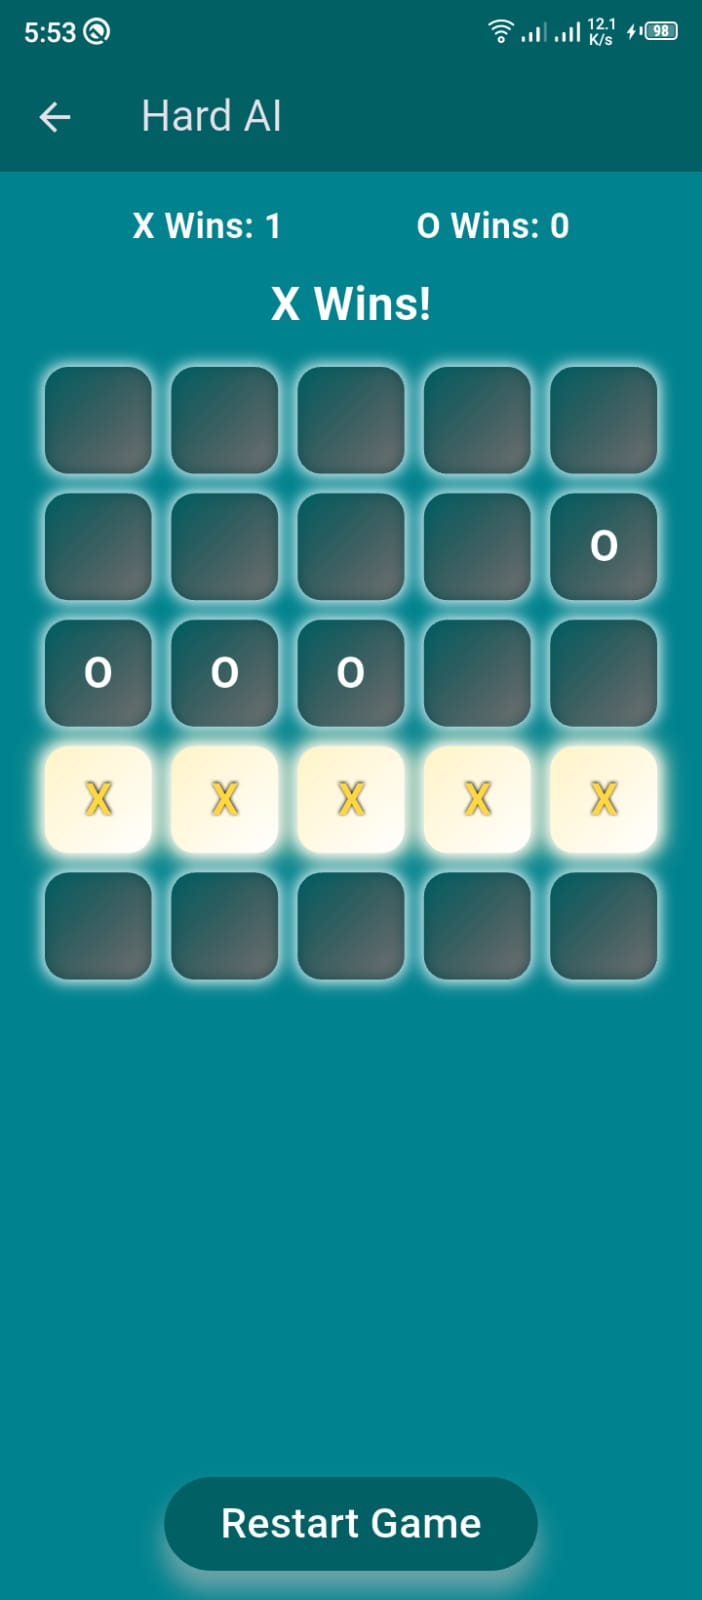 5:53 12.1 K/s 98
Hard AI
X Wins: 1 O Wins: 0
X Wins!
O
O O O
X X X X X
Restart Game